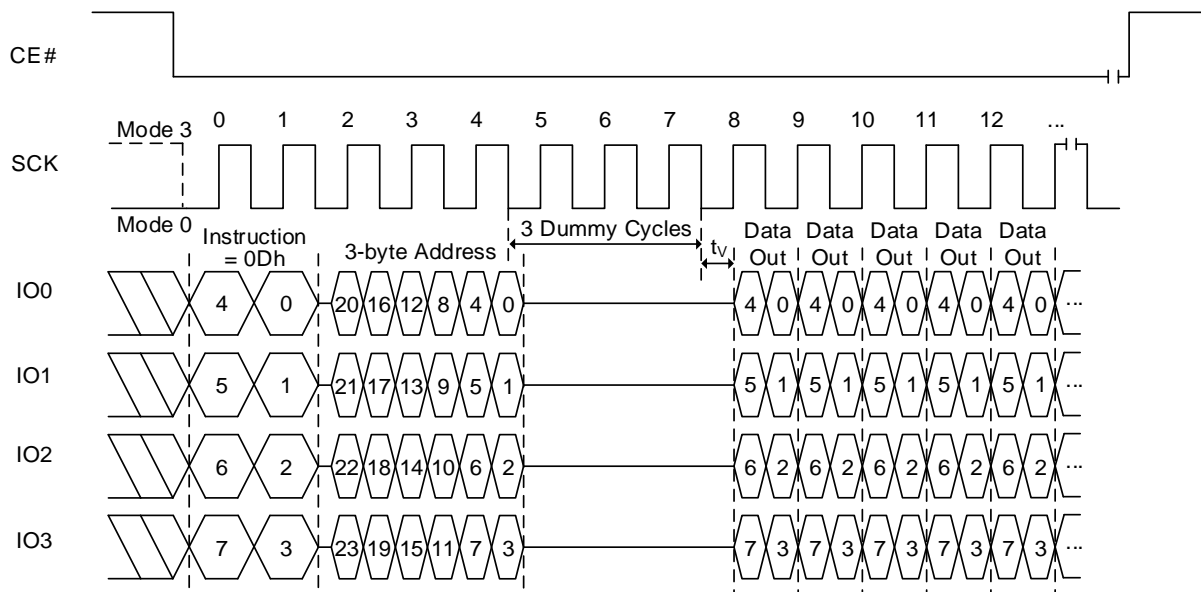 CE#
0 1 2 3 4 5 6 7 8 9 10 11 12 ...
Mode 3
SCK
Mode 0
Instruction
= 0Dh
3-byte Address
3 Dummy Cycles
tV
Data Data Data Data Data
Out Out Out Out Out
IO0 4 0 20 16 12 8 4 0 4 0 4 0 4 0 4 0 4 0 ...
IO1 5 1 21 17 13 9 5 1 5 1 5 1 5 1 5 1 5 1 ...
IO2 6 2 22 18 14 10 6 2 6 2 6 2 6 2 6 2 6 2 ...
IO3 7 3 23 19 15 11 7 3 7 3 7 3 7 3 7 3 7 3 ...